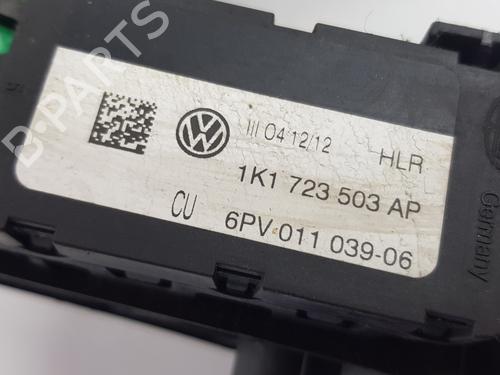 III 04 12/12 HLR
1K1 723 503 AP
CU 6PV 011 039-06
Germany
B-PARTS